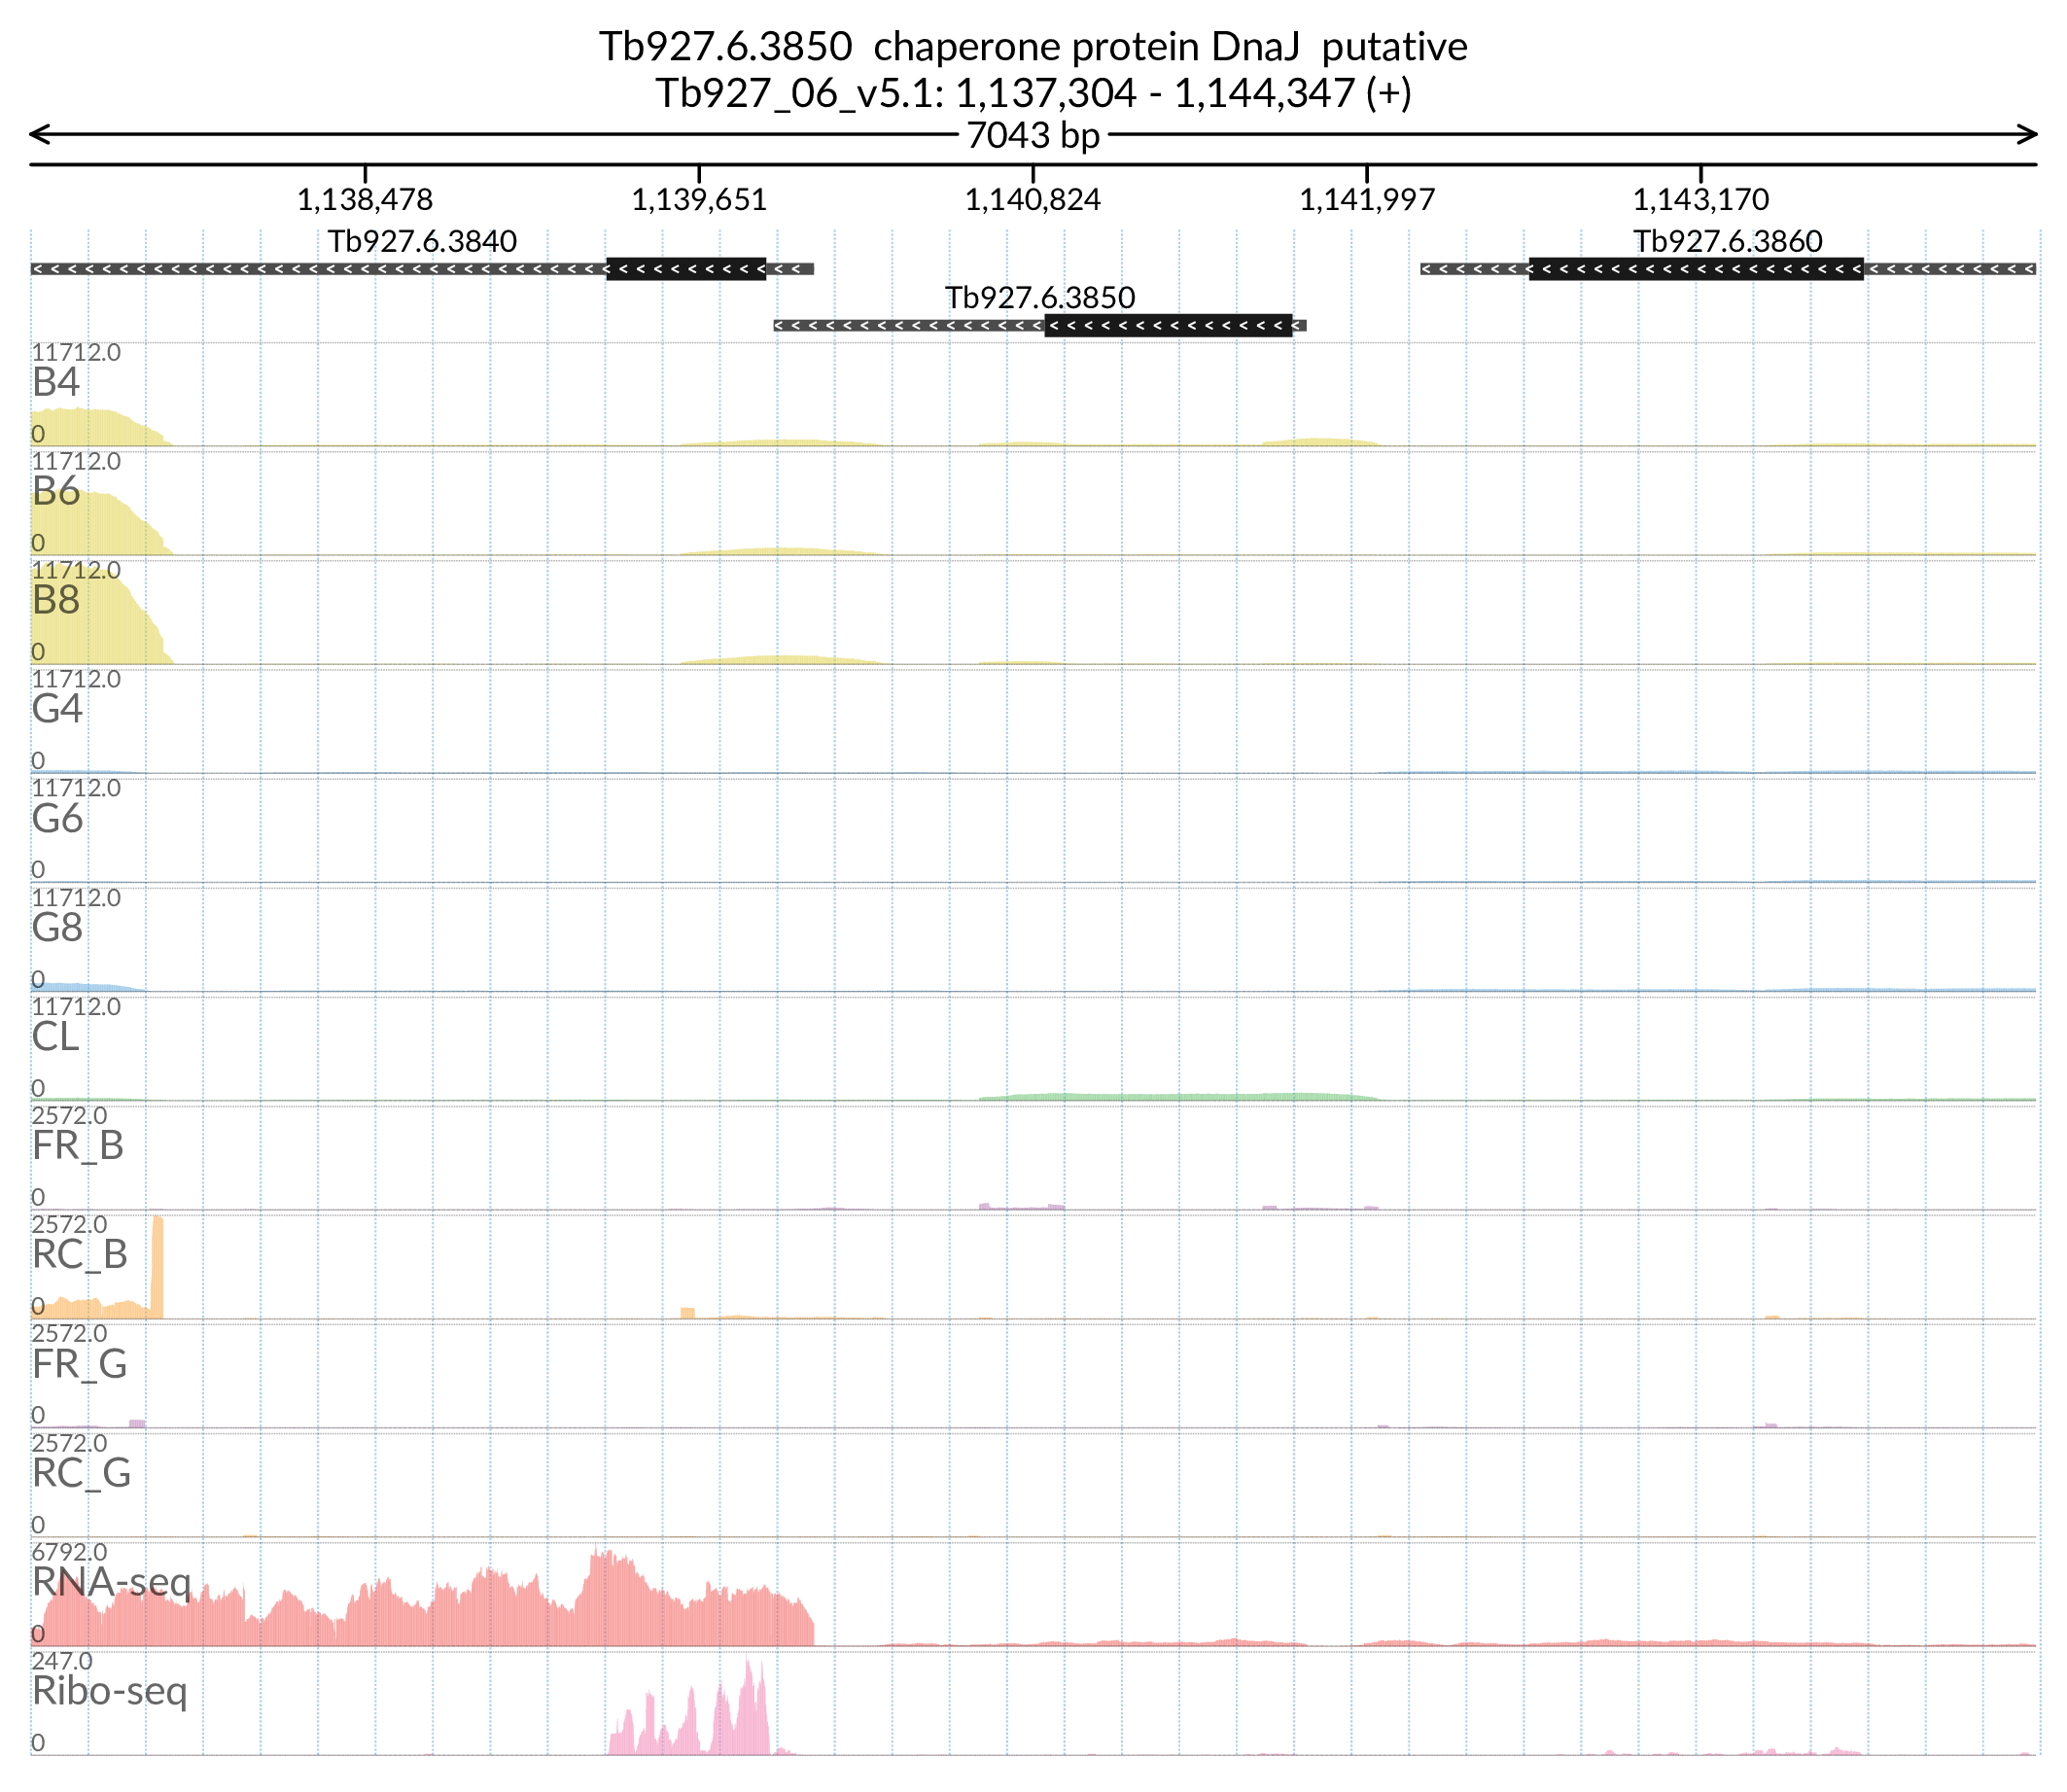 Tb927.6.3850  chaperone protein DnaJ  putative
Tb927_06_v5.1: 1,137,304 - 1,144,347 (+)
7043 bp
1,138,478 1,139,651 1,140,824 1,141,997 1,143,170
Tb927.6.3840 Tb927.6.3860
Tb927.6.3850
11712.0
B4
0
11712.0
B6
0
11712.0
B8
0
11712.0
G4
0
11712.0
G6
0
11712.0
G8
0
11712.0
CL
0
2572.0
FR_B
0
2572.0
RC_B
0
2572.0
FR_G
0
2572.0
RC_G
0
6792.0
RNA-seq
0
247.0
Ribo-seq
0